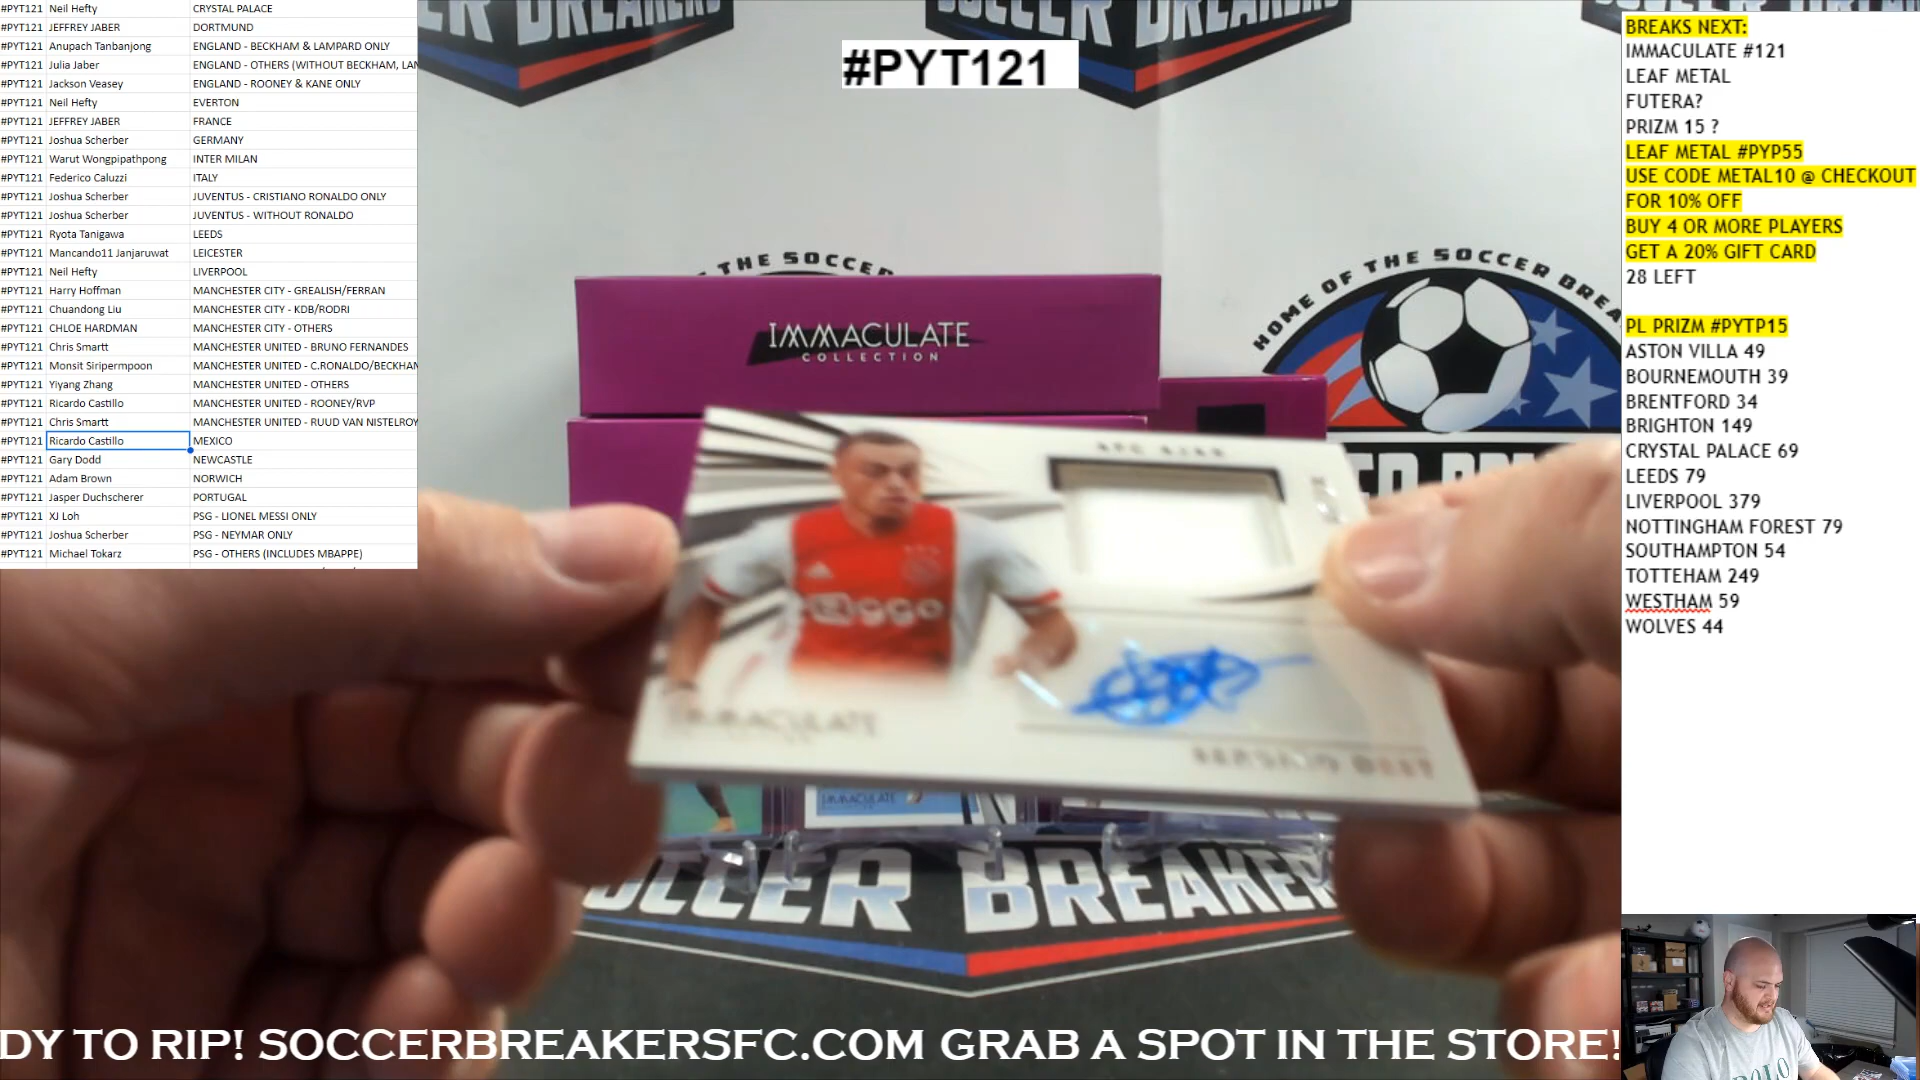 #PYT121 Neil Hefty CRYSTAL PALACE
#PYT121 JEFFREY JABER DORTMUND
#PYT121 Anupach Tanbanjong ENGLAND - BECKHAM & LAMPARD ONLY
#PYT121 Julia Jaber ENGLAND - OTHERS (WITHOUT BECKHAM, LAN
#PYT121 Jackson Veasey ENGLAND - ROONEY & KANE ONLY
#PYT121 Neil Hefty EVERTON
#PYT121 JEFFREY JABER FRANCE
#PYT121 Joshua Scherber GERMANY
#PYT121 Warut Wongpipathpong INTER MILAN
#PYT121 Federico Caluzzi ITALY
#PYT121 Joshua Scherber JUVENTUS - CRISTIANO RONALDO ONLY
#PYT121 Joshua Scherber JUVENTUS - WITHOUT RONALDO
#PYT121 Ryota Tanigawa LEEDS
#PYT121 Mancando11 Janjaruwat LEICESTER
#PYT121 Neil Hefty LIVERPOOL
#PYT121 Harry Hoffman MANCHESTER CITY - GREALISH/FERRAN
#PYT121 Chuandong Liu MANCHESTER CITY - KDB/RODRI
#PYT121 CHLOE HARDMAN MANCHESTER CITY - OTHERS
#PYT121 Chris Smartt MANCHESTER UNITED - BRUNO FERNANDES
#PYT121 Monsit Siripermpoon MANCHESTER UNITED - C.RONALDO/BECKHAM
#PYT121 Yiyang Zhang MANCHESTER UNITED - OTHERS
#PYT121 Ricardo Castillo MANCHESTER UNITED - ROONEY/RVP
#PYT121 Chris Smartt MANCHESTER UNITED - RUUD VAN NISTELROY
#PYT121 Ricardo Castillo MEXICO
#PYT121 Gary Dodd NEWCASTLE
#PYT121 Adam Brown NORWICH
#PYT121 Jasper Duchscherer PORTUGAL
#PYT121 XJ Loh PSG - LIONEL MESSI ONLY
#PYT121 Joshua Scherber PSG - NEYMAR ONLY
#PYT121 Michael Tokarz PSG - OTHERS (INCLUDES MBAPPE)
SOCCER BREAKERS
#PYT121
THE SOCCER
HOME OF THE SOCCER BREA
IMMACULATE
COLLECTION
AFC AJAX
IMMACULATE
SERGINO DEST
IMMACULATE
SOCCER BREAKER
DY TO RIP! SOCCERBREAKERSFC.COM GRAB A SPOT IN THE STORE!
BREAKS NEXT:
IMMACULATE #121
LEAF METAL
FUTERA?
PRIZM 15 ?
LEAF METAL #PYP55
USE CODE METAL10 @ CHECKOUT
FOR 10% OFF
BUY 4 OR MORE PLAYERS
GET A 20% GIFT CARD
28 LEFT
PL PRIZM #PYTP15
ASTON VILLA 49
BOURNEMOUTH 39
BRENTFORD 34
BRIGHTON 149
CRYSTAL PALACE 69
LEEDS 79
LIVERPOOL 379
NOTTINGHAM FOREST 79
SOUTHAMPTON 54
TOTTEHAM 249
WESTHAM 59
WOLVES 44